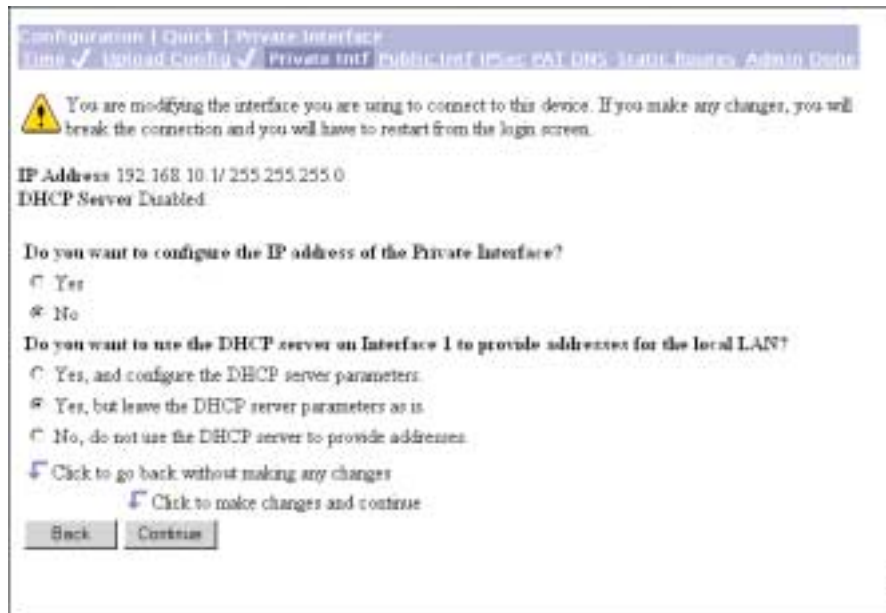 Configuration | Quick | Private Interface
Time Upload Config Private Intf Public Intf IPSec PAT DNS Static Routes Admin Done
You are modifying the interface you are using to connect to this device. If you make any changes, you will
break the connection and you will have to restart from the login screen.
IP Address 192.168.10.1/ 255.255.255.0
DHCP Server Disabled
Do you want to configure the IP address of the Private Interface?
Yes
No
Do you want to use the DHCP server on Interface 1 to provide addresses for the local LAN?
Yes, and configure the DHCP server parameters.
Yes, but leave the DHCP server parameters as is.
No, do not use the DHCP server to provide addresses.
Click to go back without making any changes
Click to make changes and continue
Back Continue